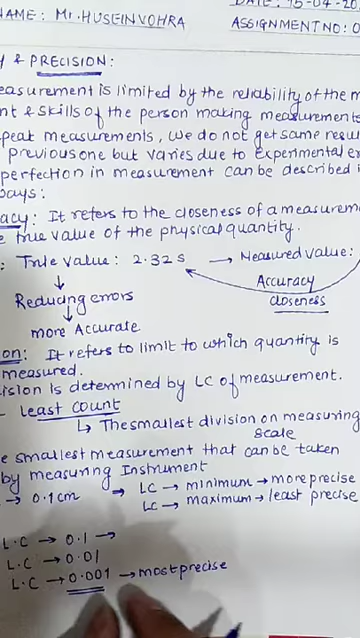 NAME: Mr. HUSEINVOHRA
DATE: 15-04-20
ASSIGNMENT NO: 0
Y & PRECISION:
easurement is limited by the reliability of the m
nt & skills of the person making measurements
peat measurements, we do not get same resu
previous one but varies due to experimental er
perfection in measurement can be described i
ways:
acy: It refers to the closeness of a measurem
e true value of the physical quantity.
: True value: 2.32 s → Measured value:
↓
Reducing errors
↓
more Accurate
Accuracy
closeness
on: It refers to limit to which quantity is
measured.
ision is determined by LC of measurement.
- Least count
↳ The smallest division on measuring
scale
e smallest measurement that can be taken
by measuring Instrument
→ 0.1 cm → LC → minimum → more precise
LC → maximum → least precise
L.C → 0.1 →
L.C → 0.01
L.C → 0.001 → most precise